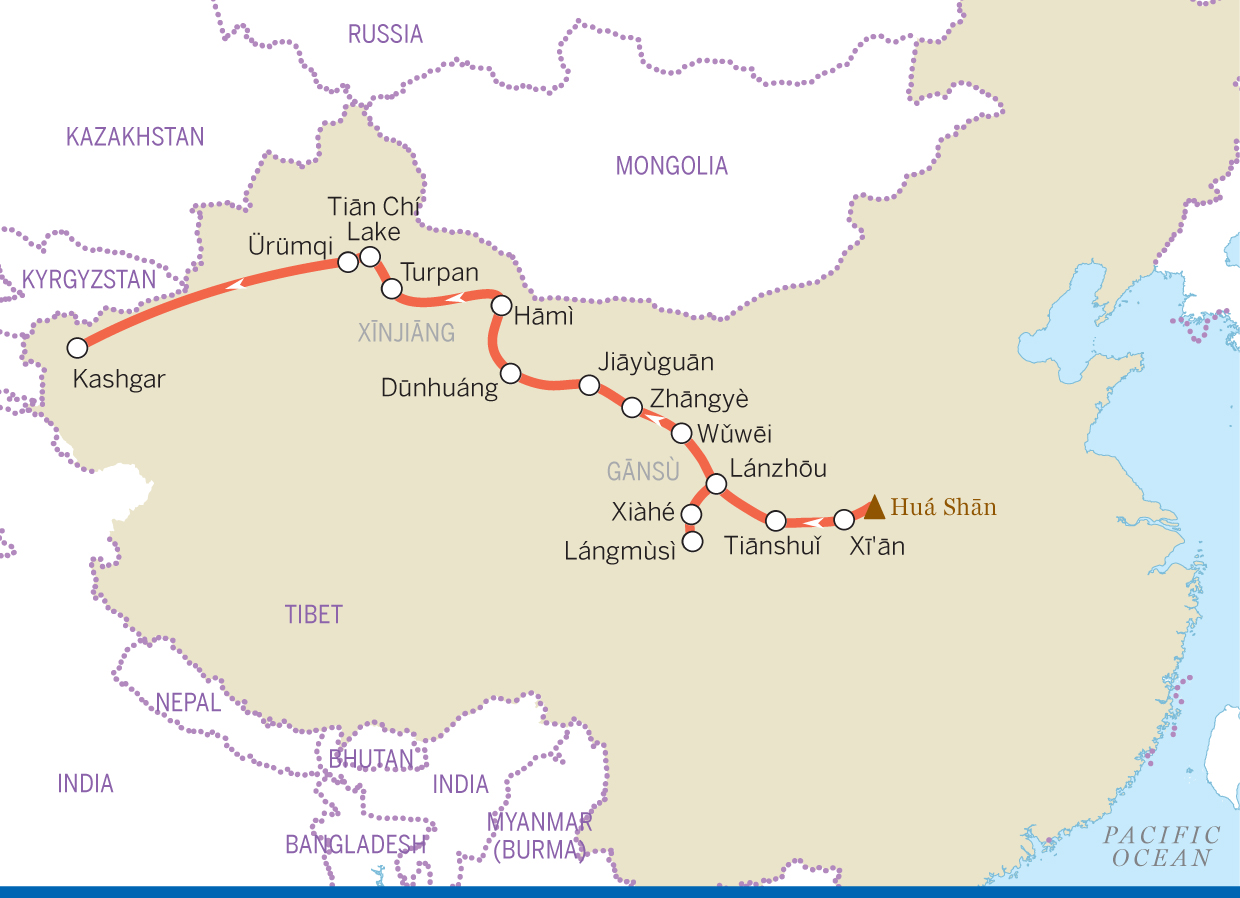 RUSSIA
KAZAKHSTAN
MONGOLIA
Tiān Chí
Lake
Ürümqi
KYRGYZSTAN
Turpan
Hāmì
XĪNJIĀNG
Kashgar
Dūnhuáng
Jiāyùguān
Zhāngyè
Wǔwēi
GĀNSÙ
Lánzhōu
Xiàhé
Huá Shān
Lángmùsì
Tiānshuǐ
Xī'ān
TIBET
NEPAL
BHUTAN
INDIA
INDIA
MYANMAR
(BURMA)
BANGLADESH
PACIFIC
OCEAN